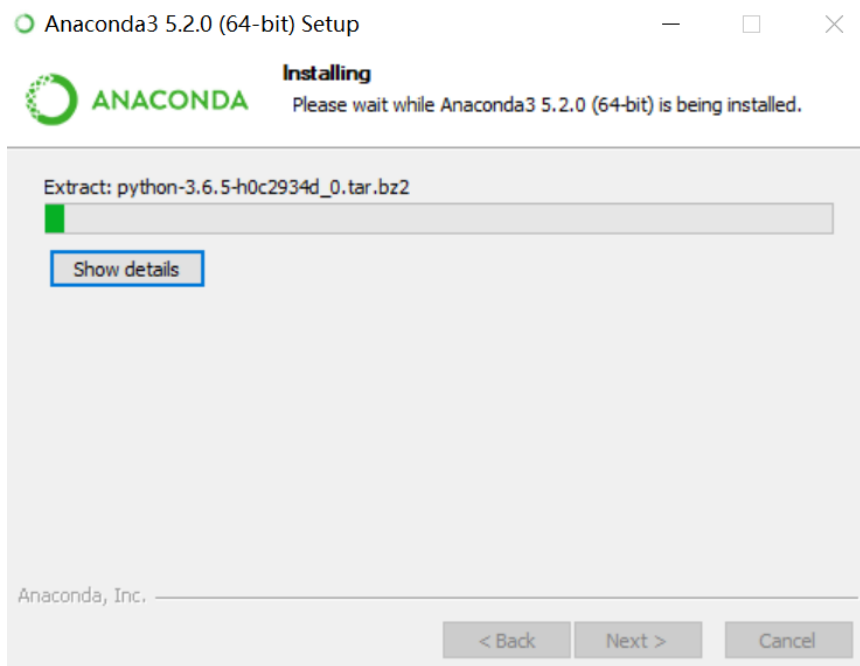 Anaconda3 5.2.0 (64-bit) Setup
ANACONDA
Installing
Please wait while Anaconda3 5.2.0 (64-bit) is being installed.
Extract: python-3.6.5-h0c2934d_0.tar.bz2
Show details
Anaconda, Inc.
< Back
Next >
Cancel